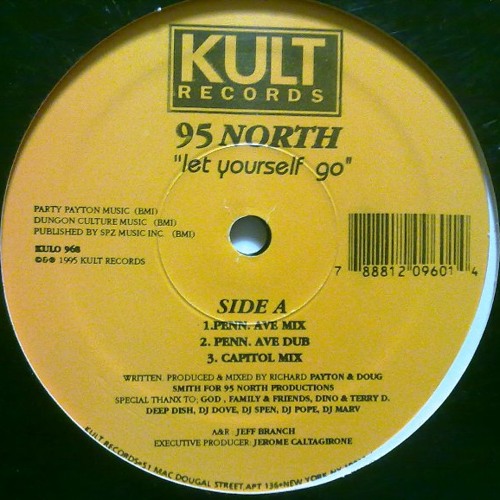 KULT
RECORDS
95 NORTH
"let yourself go"
PARTY PAYTON MUSIC (BMI)
DUNGON CULTURE MUSIC (BMI)
PUBLISHED BY SPZ MUSIC INC. (BMI)
KULO 968
©&℗ 1995 KULT RECORDS
7 88812 09601 4
SIDE A
1.PENN. AVE MIX
2. PENN. AVE DUB
3. CAPITOL MIX
WRITTEN. PRODUCED & MIXED BY RICHARD PAYTON & DOUG
SMITH FOR 95 NORTH PRODUCTIONS
SPECIAL THANX TO; GOD , FAMILY & FRIENDS, DINO & TERRY D.
DEEP DISH, DJ DOVE, DJ SPEN, DJ POPE, DJ MARV
A&R : JEFF BRANCH
EXECUTIVE PRODUCER: JEROME CALTAGIRONE
KULT RECORDS•51 MAC DOUGAL STREET, APT 136•NEW YORK NY